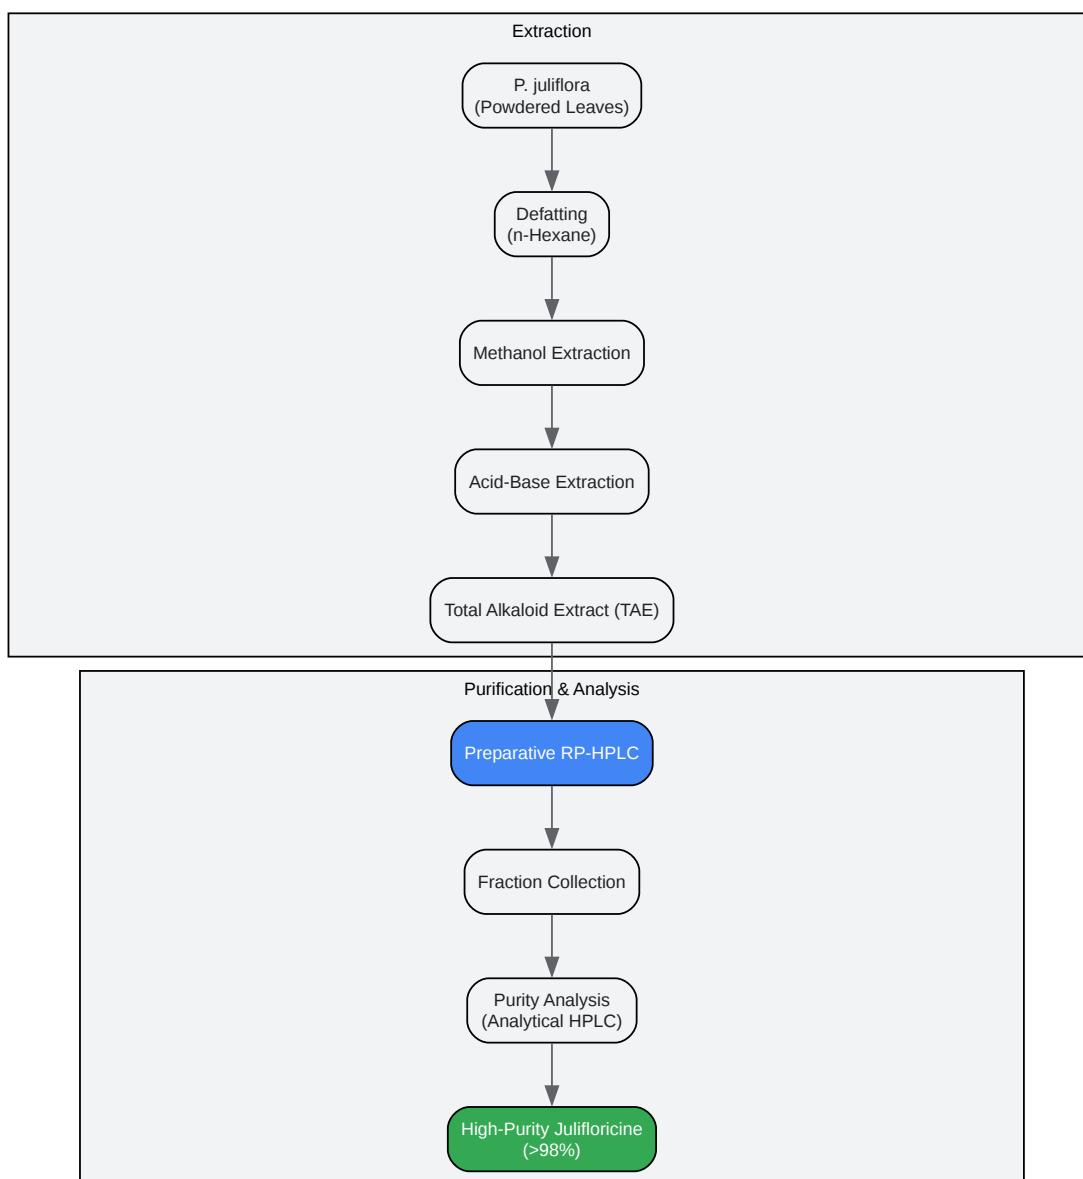 Extraction
P. juliflora
(Powdered Leaves)
Defatting
(n-Hexane)
Methanol Extraction
Acid-Base Extraction
Total Alkaloid Extract (TAE)
Purification & Analysis
Preparative RP-HPLC
Fraction Collection
Purity Analysis
(Analytical HPLC)
High-Purity Julifloricine
(>98%)